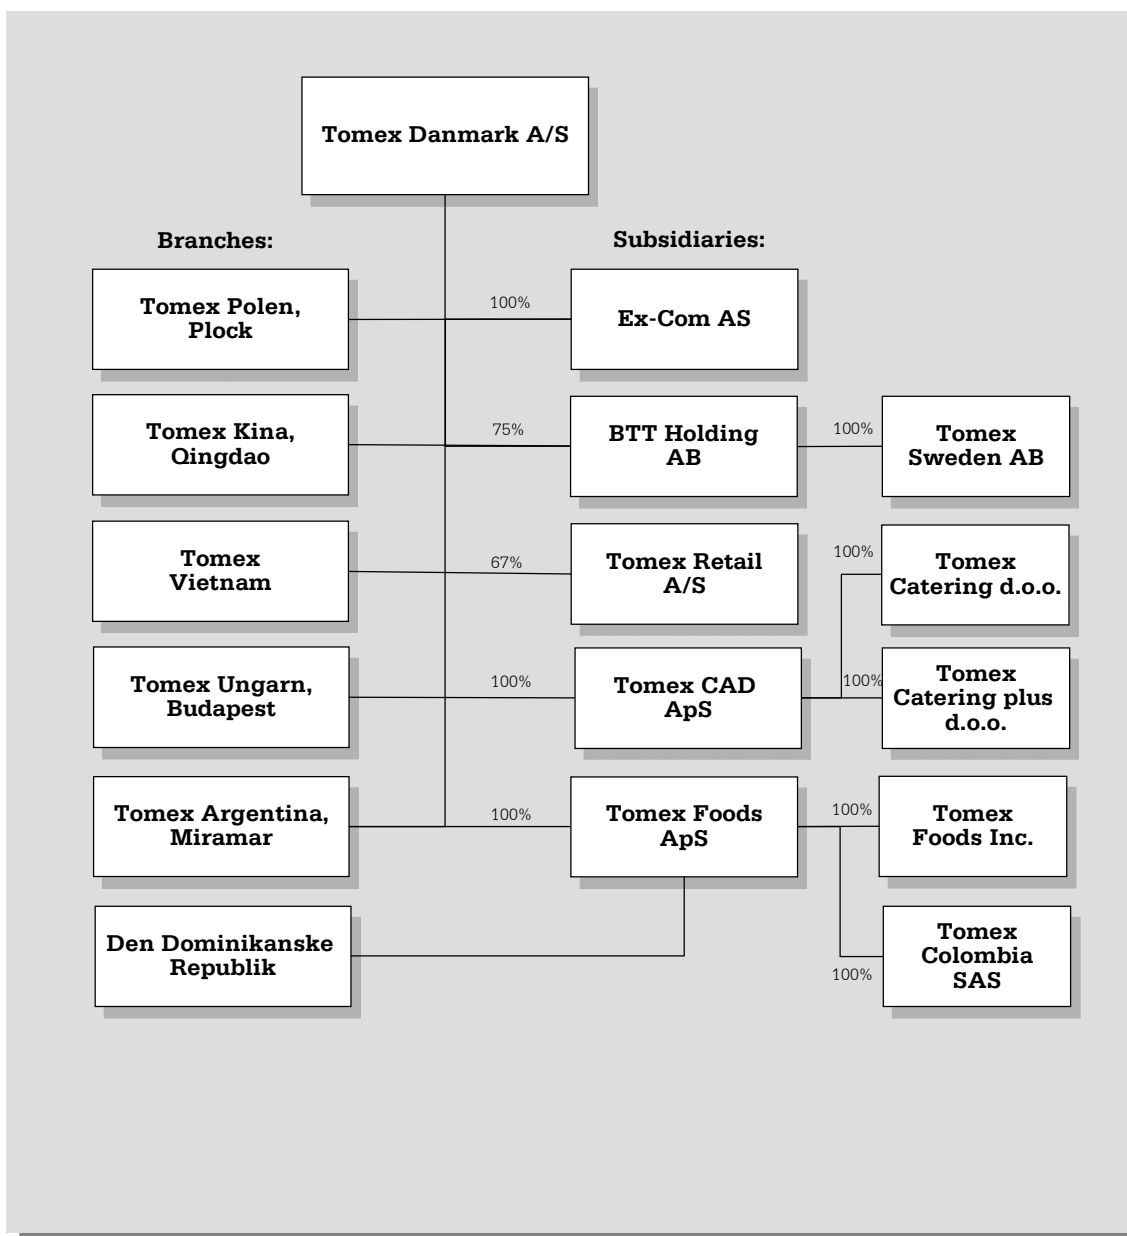 Tomex Danmark A/S
Branches:
Subsidiaries:
Tomex Polen,
Plock
100%
Ex-Com AS
Tomex Kina,
Qingdao
75%
BTT Holding
AB
100%
Tomex
Sweden AB
Tomex
Vietnam
67%
Tomex Retail
A/S
100%
Tomex
Catering d.o.o.
Tomex Ungarn,
Budapest
100%
Tomex CAD
ApS
100%
Tomex
Catering plus
d.o.o.
Tomex Argentina,
Miramar
100%
Tomex Foods
ApS
100%
Tomex
Foods Inc.
Den Dominikanske
Republik
100%
Tomex
Colombia
SAS